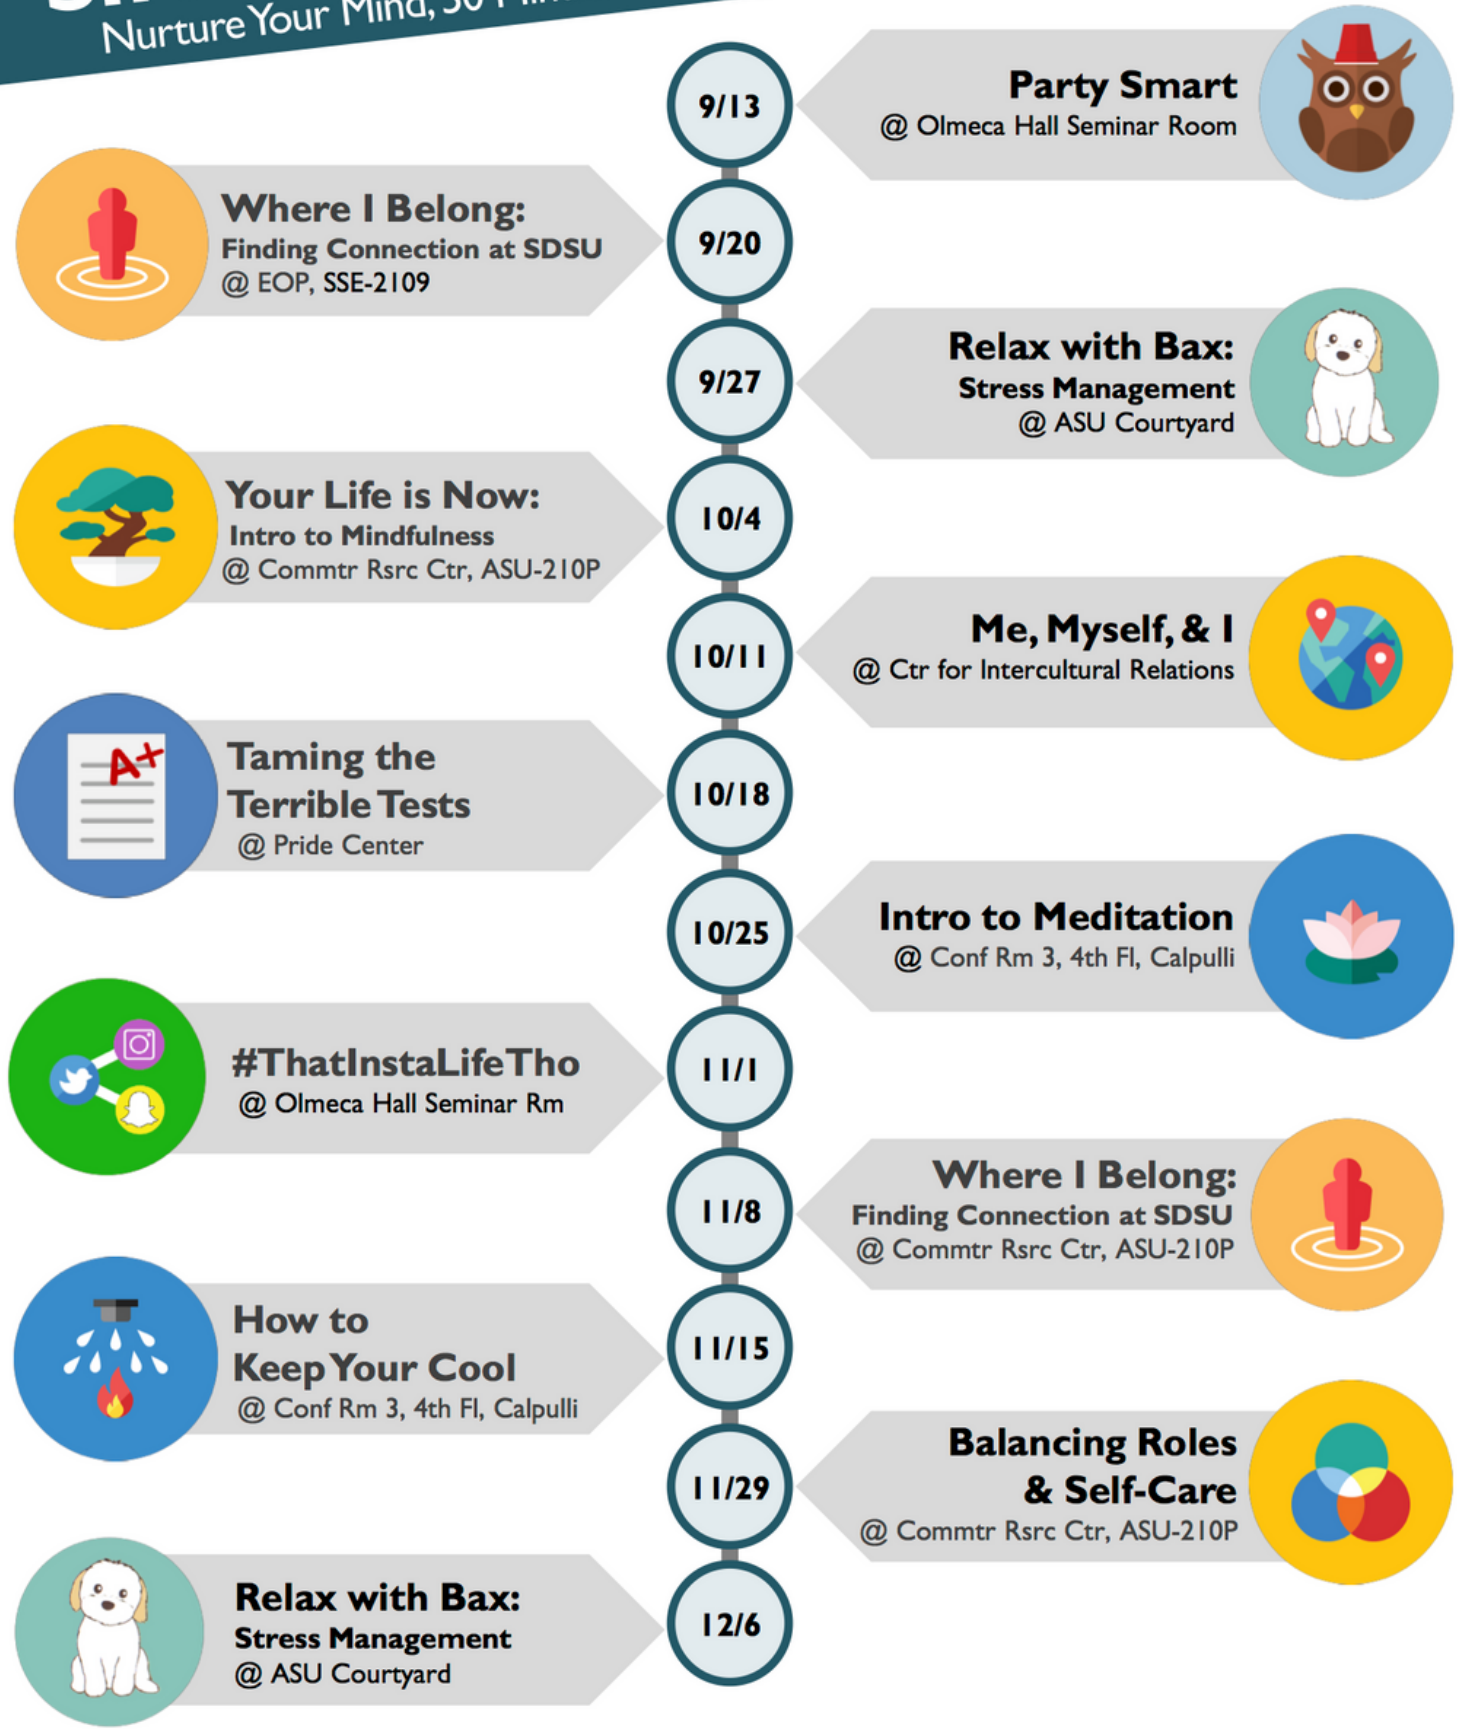 Nurture Your Mind, 30
9/13
Party Smart
@ Olmeca Hall Seminar Room
Where I Belong:
Finding Connection at SDSU
@ EOP, SSE-2109
9/20
9/27
Relax with Bax:
Stress Management
@ ASU Courtyard
Your Life is Now:
Intro to Mindfulness
@ Commtr Rsrc Ctr, ASU-210P
10/4
10/11
Me, Myself, & I
@ Ctr for Intercultural Relations
A+
Taming the
Terrible Tests
@ Pride Center
10/18
10/25
Intro to Meditation
@ Conf Rm 3, 4th Fl, Calpulli
#ThatInstaLifeTho
@ Olmeca Hall Seminar Rm
11/1
11/8
Where I Belong:
Finding Connection at SDSU
@ Commtr Rsrc Ctr, ASU-210P
How to
Keep Your Cool
@ Conf Rm 3, 4th Fl, Calpulli
11/15
11/29
Balancing Roles
& Self-Care
@ Commtr Rsrc Ctr, ASU-210P
Relax with Bax:
Stress Management
@ ASU Courtyard
12/6